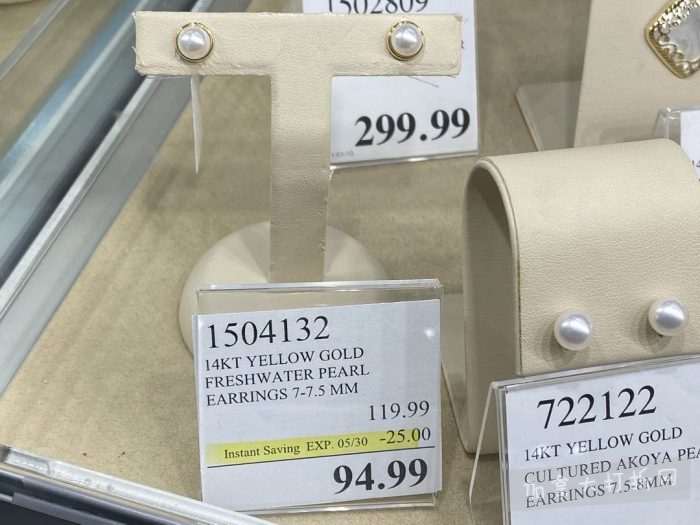 1502809
299.99
1504132
14KT YELLOW GOLD
FRESHWATER PEARL
EARRINGS 7-7.5 MM
119.99
Instant Saving EXP. 05/30 -25.00
94.99
722122
14KT YELLOW GOLD
CULTURED AKOYA PEA
EARRINGS 7.5-8MM